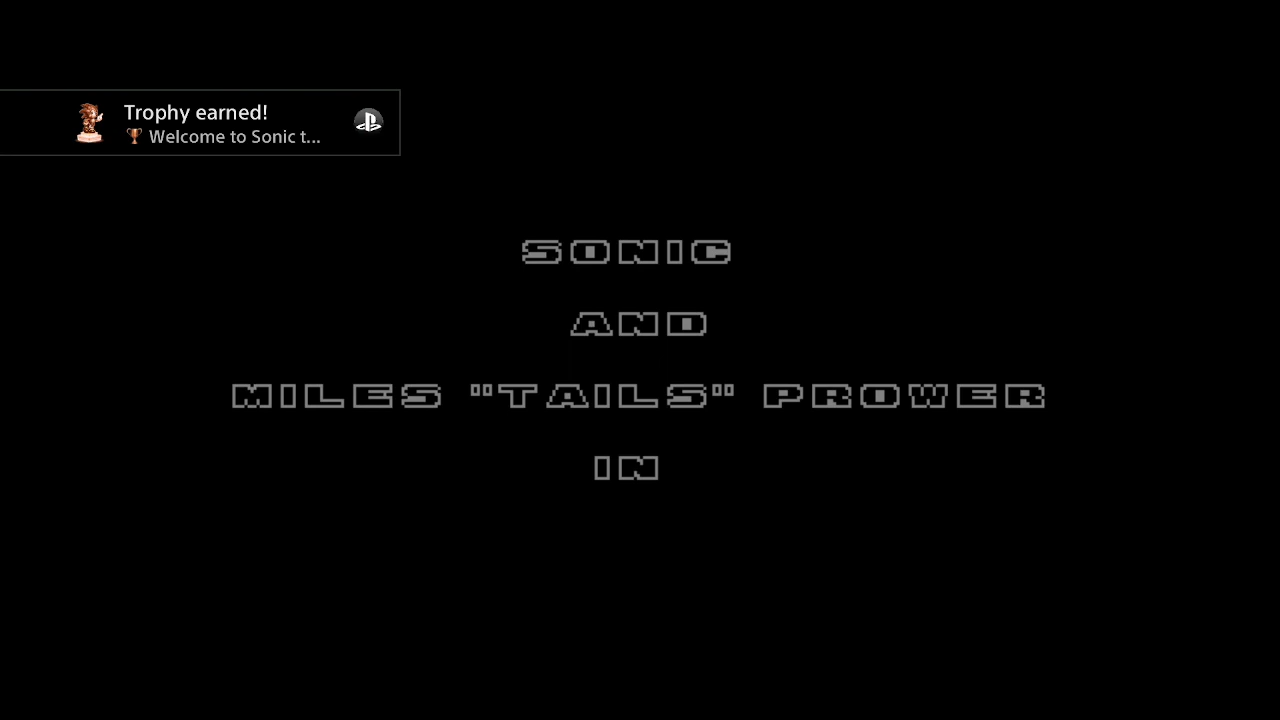 Trophy earned!
Welcome to Sonic t...
SONIC
AND
MILES "TAILS" PROWER
IN